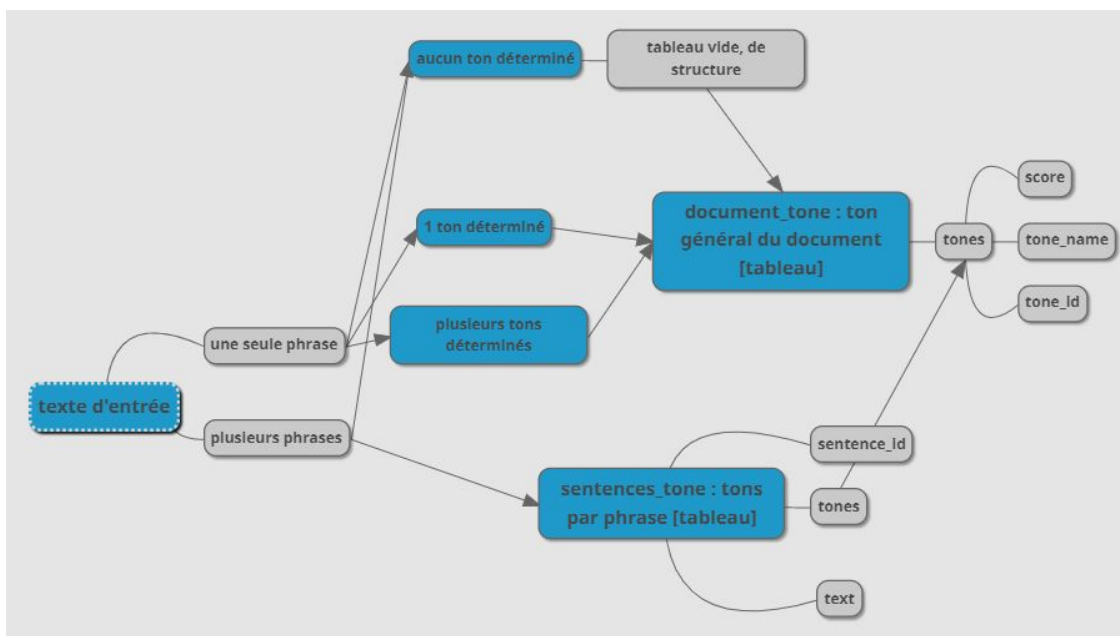 aucun ton déterminé
tableau vide, de
structure
score
document_tone : ton
général du document
[tableau]
tones
tone_name
tone_id
1 ton déterminé
plusieurs tons
déterminés
une seule phrase
texte d'entrée
plusieurs phrases
sentence_id
sentences_tone : tons
par phrase [tableau]
tones
text